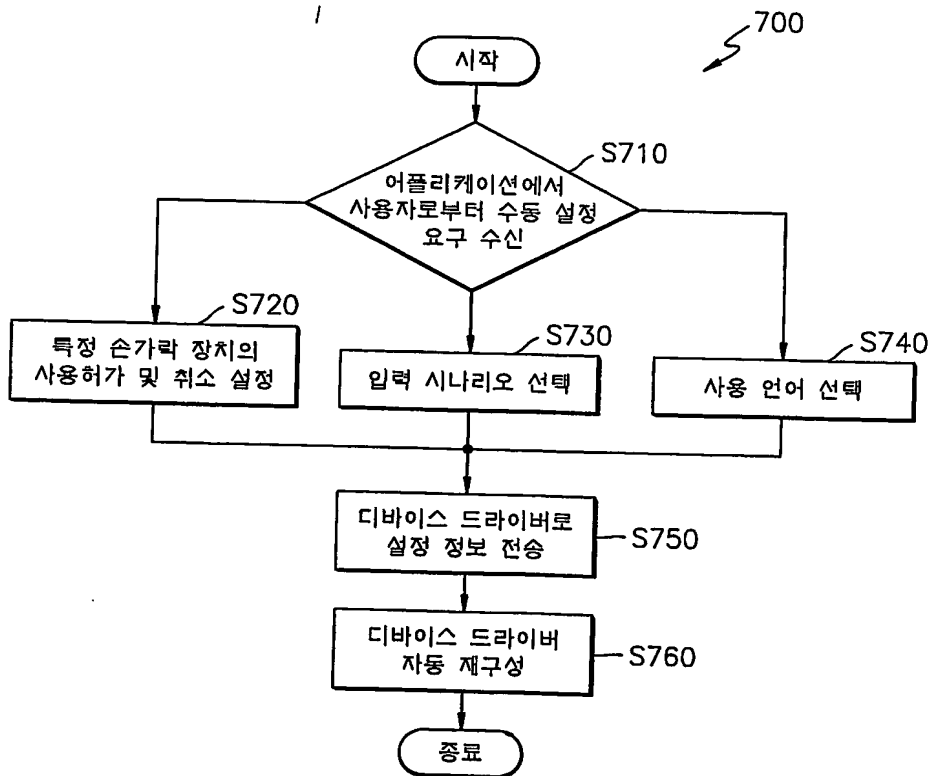 700
시작
S710
어플리케이션에서
사용자로부터 수동 설정
요구 수신
S720
특정 손가락 장치의
사용허가 및 취소 설정
S730
입력 시나리오 선택
S740
사용 언어 선택
디바이스 드라이버로
설정 정보 전송
S750
디바이스 드라이버
자동 재구성
S760
종료